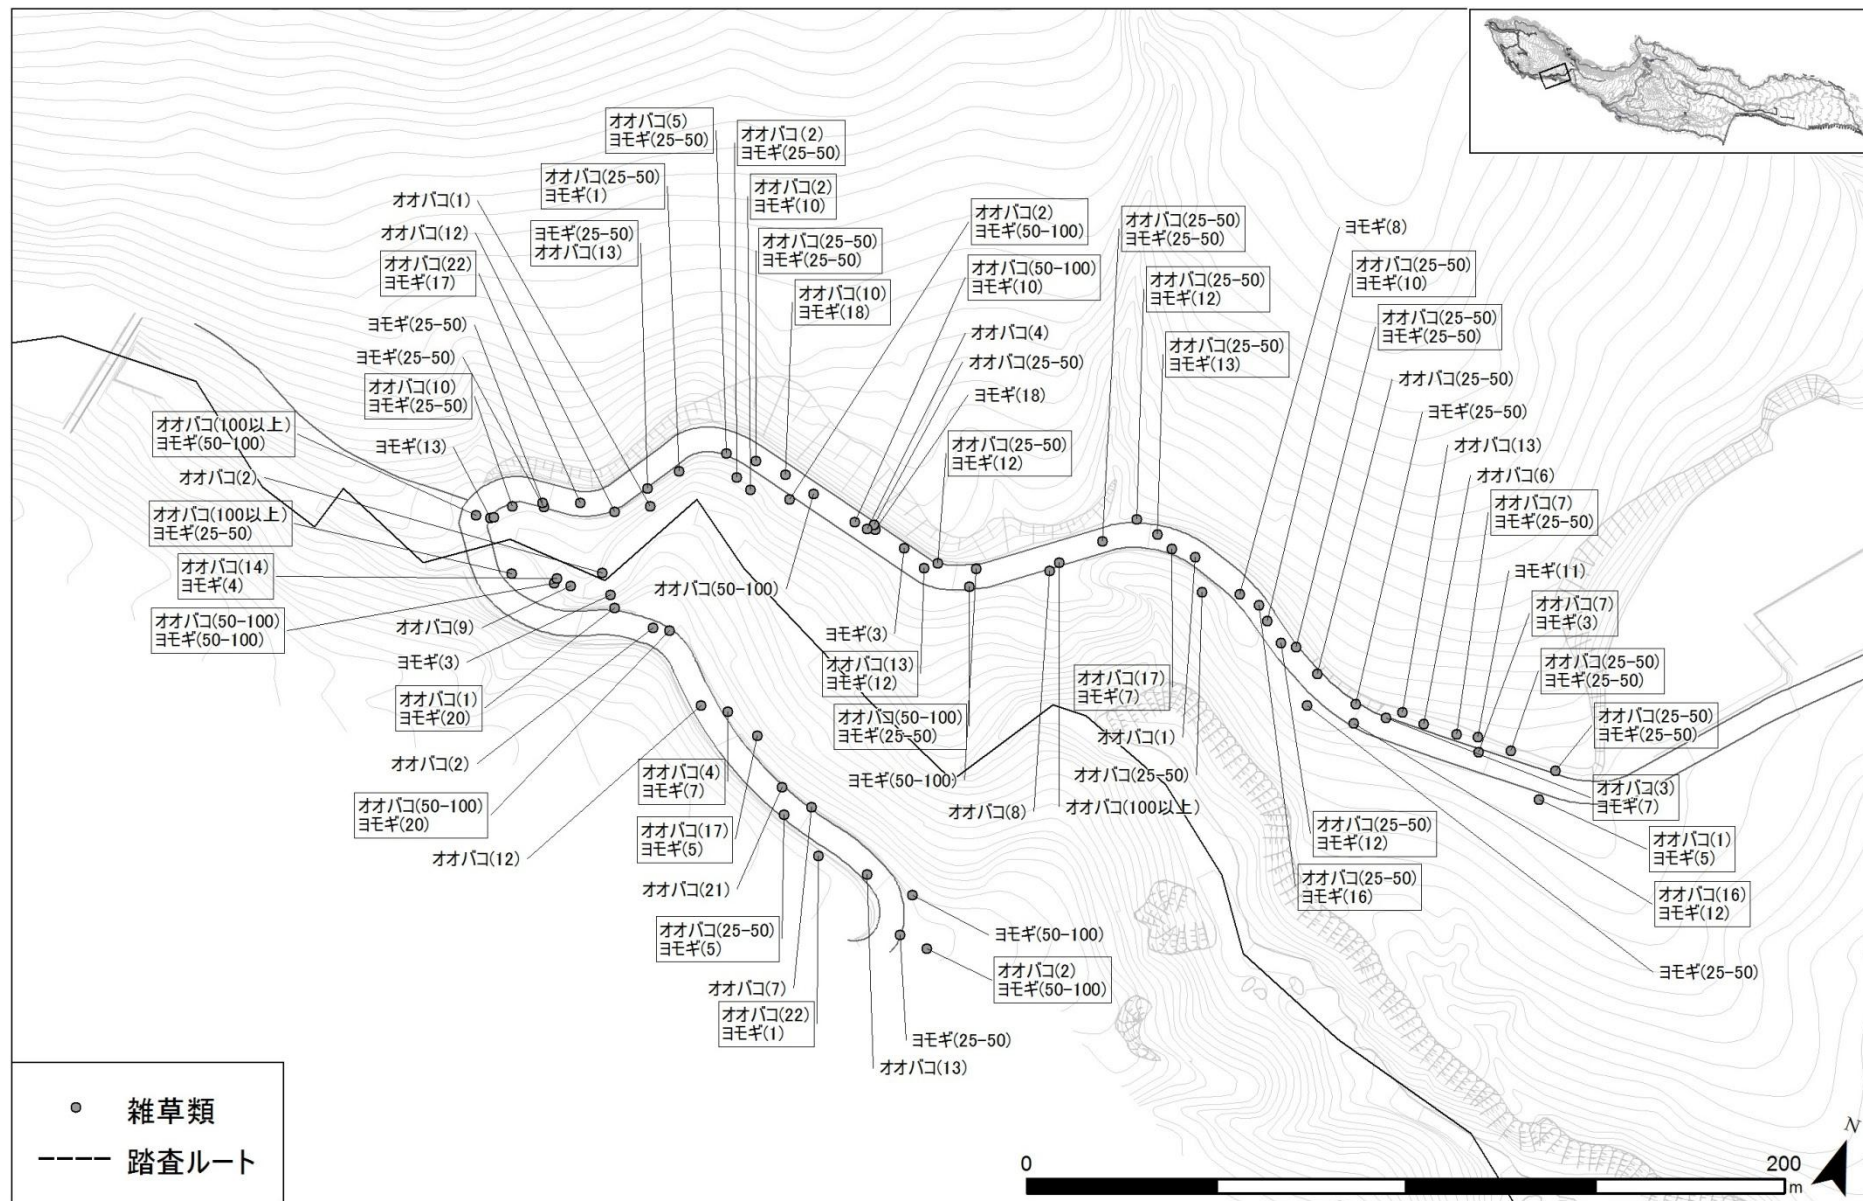 オオバコ(5)
ヨモギ(25-50)
オオバコ(2)
ヨモギ(25-50)
オオバコ(25-50)
ヨモギ(1)
オオバコ(2)
ヨモギ(10)
オオバコ(1)
オオバコ(12)
ヨモギ(25-50)
オオバコ(13)
オオバコ(25-50)
ヨモギ(25-50)
オオバコ(2)
ヨモギ(50-100)
オオバコ(25-50)
ヨモギ(25-50)
ヨモギ(8)
オオバコ(22)
ヨモギ(17)
オオバコ(10)
ヨモギ(18)
オオバコ(50-100)
ヨモギ(10)
オオバコ(25-50)
ヨモギ(12)
オオバコ(25-50)
ヨモギ(10)
ヨモギ(25-50)
オオバコ(4)
オオバコ(25-50)
ヨモギ(13)
オオバコ(25-50)
ヨモギ(25-50)
ヨモギ(25-50)
オオバコ(25-50)
オオバコ(10)
ヨモギ(25-50)
ヨモギ(18)
オオバコ(25-50)
ヨモギ(25-50)
オオバコ(100以上)
ヨモギ(50-100)
ヨモギ(13)
オオバコ(25-50)
ヨモギ(12)
オオバコ(13)
オオバコ(2)
オオバコ(6)
オオバコ(100以上)
ヨモギ(25-50)
オオバコ(7)
ヨモギ(25-50)
オオバコ(14)
ヨモギ(4)
オオバコ(50-100)
ヨモギ(11)
オオバコ(50-100)
ヨモギ(50-100)
オオバコ(9)
ヨモギ(3)
オオバコ(7)
ヨモギ(3)
ヨモギ(3)
オオバコ(13)
ヨモギ(12)
オオバコ(17)
ヨモギ(7)
オオバコ(25-50)
ヨモギ(25-50)
オオバコ(1)
ヨモギ(20)
オオバコ(50-100)
ヨモギ(25-50)
オオバコ(1)
オオバコ(25-50)
ヨモギ(25-50)
オオバコ(2)
オオバコ(4)
ヨモギ(7)
ヨモギ(50-100)
オオバコ(25-50)
オオバコ(3)
ヨモギ(7)
オオバコ(50-100)
ヨモギ(20)
オオバコ(17)
ヨモギ(5)
オオバコ(8)
オオバコ(100以上)
オオバコ(25-50)
ヨモギ(12)
オオバコ(1)
ヨモギ(5)
オオバコ(12)
オオバコ(21)
オオバコ(25-50)
ヨモギ(16)
オオバコ(16)
ヨモギ(12)
オオバコ(25-50)
ヨモギ(5)
ヨモギ(50-100)
オオバコ(2)
ヨモギ(50-100)
ヨモギ(25-50)
オオバコ(7)
オオバコ(22)
ヨモギ(1)
ヨモギ(25-50)
オオバコ(13)
雑草類
踏査ルート
0
200
m
N